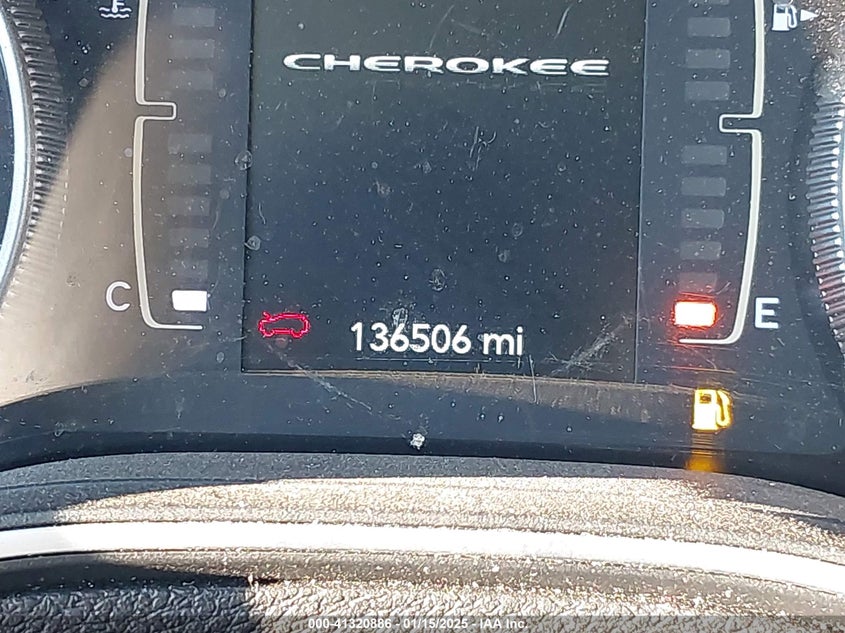 CHEROKEE
C
E
136506 mi
000-41320886 - 01/15/2025 - IAA Inc.